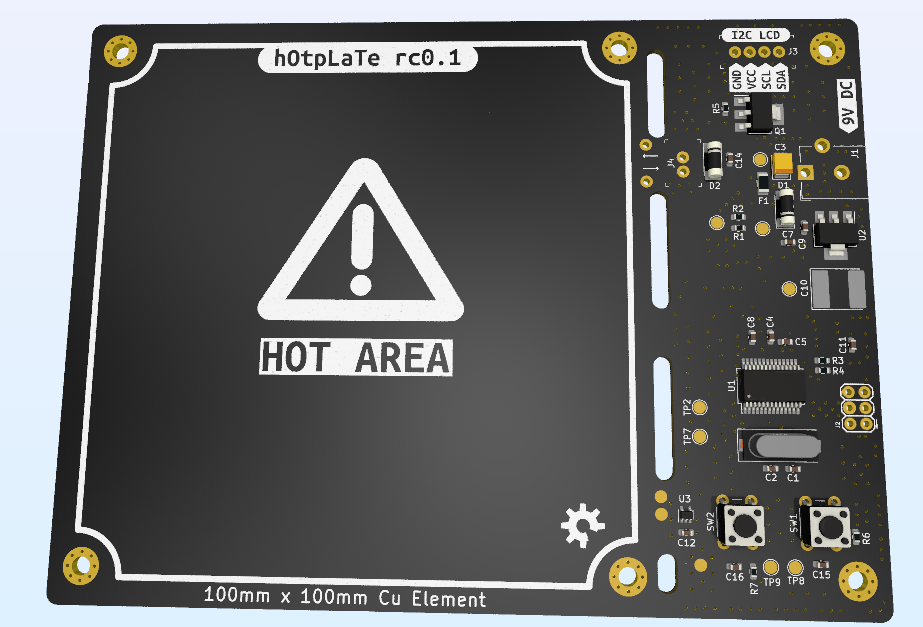 hOtpLaTe rc0.1
HOT AREA
100mm x 100mm Cu Element
I2C LCD
J3
GND
VCC
SCL
SDA
9V DC
R5
Q1
J1
J4
C14
C3
D2
D1
F1
R2
R1
C7
C9
U2
C10
C8
C4
C5
C11
R3
R4
U1
TP2
TP7
J2
C2
C1
U3
SW2
SW1
C12
R6
C16
R7
TP9
TP8
C15